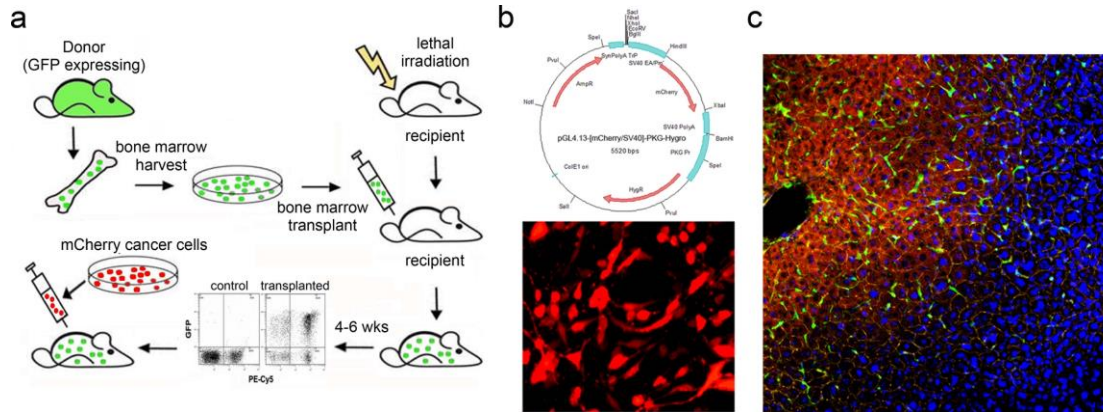 a
Donor
(GFP expressing)
lethal
irradiation
recipient
bone marrow
harvest
bone marrow
transplant
recipient
mCherry cancer cells
control
transplanted
GFP
PE-Cy5
4-6 wks
b
SacI
NheI
XhoI
EcoRV
BglII
SpeI
HindIII
SynPolyA TrP
PvuI
AmpR
mCherry
NotI
XbaI
SV40 PolyA
BamHI
pGL4.13-[mCherry/SV40]-PKG-Hygro
5520 bps
PKG Pr
SpeI
ColE1 ori
HygR
SalI
PvuI
c